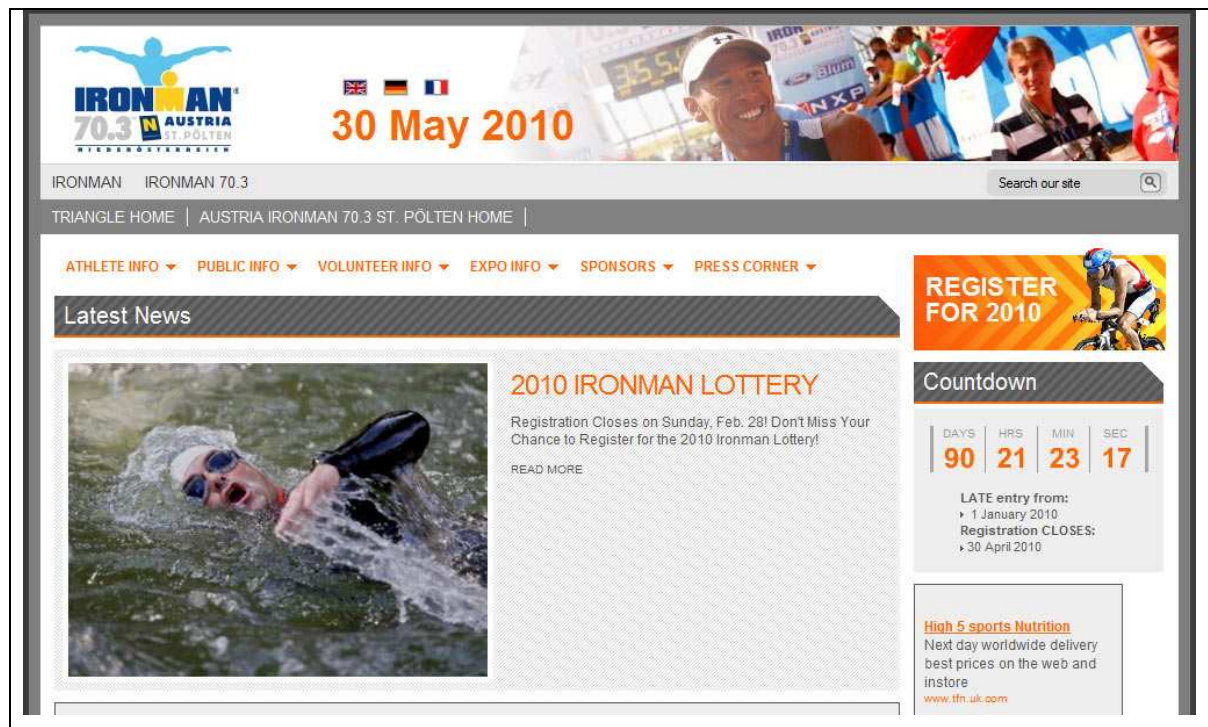 IRONMAN
70.3 N AUSTRIA
ST. PÖLTEN
NIEDERÖSTERREICH
30 May 2010
IRONMAN IRONMAN 70.3
Search our site
TRIANGLE HOME | AUSTRIA IRONMAN 70.3 ST. PÖLTEN HOME |
ATHLETE INFO PUBLIC INFO VOLUNTEER INFO EXPO INFO SPONSORS PRESS CORNER
REGISTER
FOR 2010
Latest News
2010 IRONMAN LOTTERY
Registration Closes on Sunday, Feb. 28! Don't Miss Your
Chance to Register for the 2010 Ironman Lottery!
READ MORE
Countdown
DAYS HRS MIN SEC
90 21 23 17
LATE entry from:
1 January 2010
Registration CLOSES:
30 April 2010
High 5 sports Nutrition
Next day worldwide delivery
best prices on the web and
instore
www.tfn.uk.com